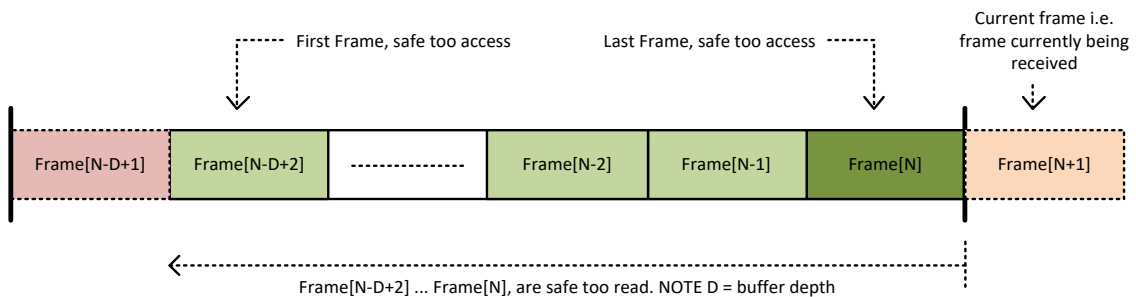 First Frame, safe too access
Last Frame, safe too access
Current frame i.e.
frame currently being
received
Frame[N-D+1]
Frame[N-D+2]
Frame[N-2]
Frame[N-1]
Frame[N]
Frame[N+1]
Frame[N-D+2] ... Frame[N], are safe too read. NOTE D = buffer depth